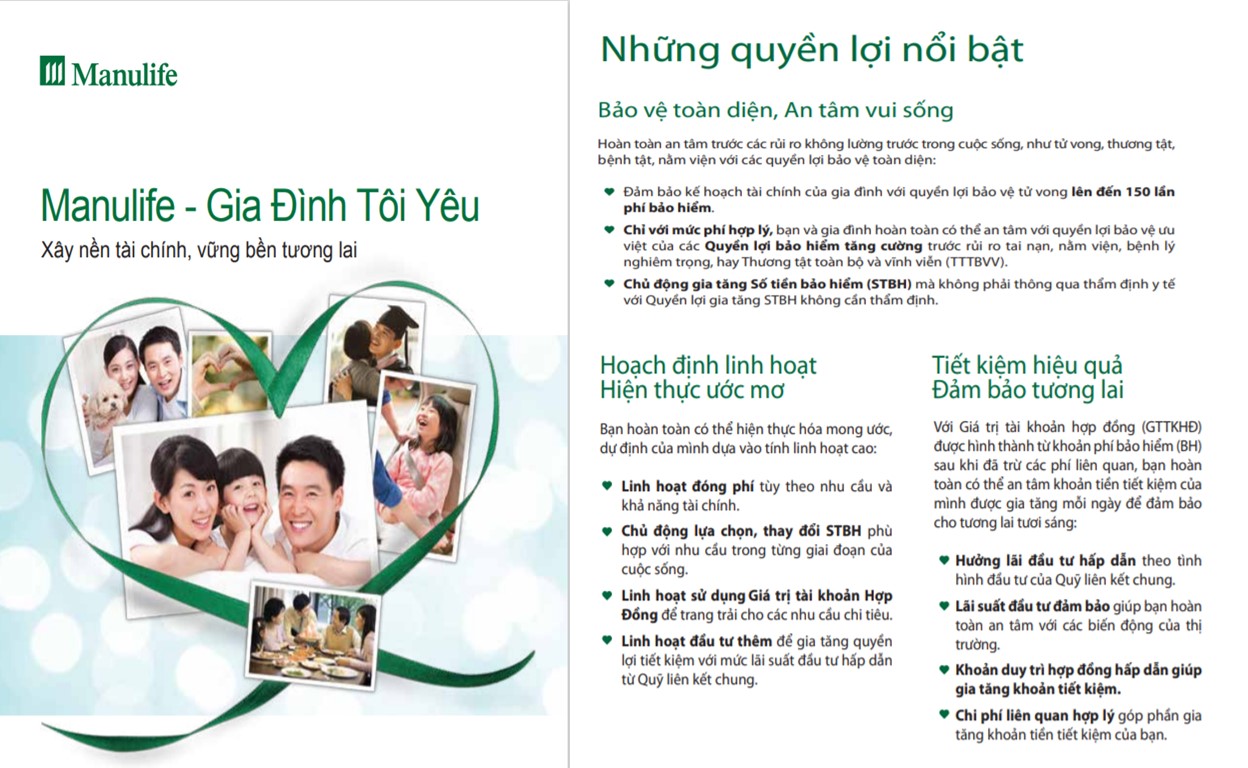 Manulife
Manulife - Gia Đình Tôi Yêu
Xây nền tài chính, vững bền tương lai
Những quyền lợi nổi bật
Bảo vệ toàn diện, An tâm vui sống
Hoàn toàn an tâm trước các rủi ro không lường trước trong cuộc sống, như tử vong, thương tật,
bệnh tật, nằm viện với các quyền lợi bảo vệ toàn diện:
Đảm bảo kế hoạch tài chính của gia đình với quyền lợi bảo vệ tử vong lên đến 150 lần
phí bảo hiểm.
Chỉ với mức phí hợp lý, bạn và gia đình hoàn toàn có thể an tâm với quyền lợi bảo vệ ưu
việt của các Quyền lợi bảo hiểm tăng cường trước rủi ro tai nạn, nằm viện, bệnh lý
nghiêm trọng, hay Thương tật toàn bộ và vĩnh viễn (TTTBVV).
Chủ động gia tăng Số tiền bảo hiểm (STBH) mà không phải thông qua thẩm định y tế
với Quyền lợi gia tăng STBH không cần thẩm định.
Hoạch định linh hoạt
Hiện thực ước mơ
Bạn hoàn toàn có thể hiện thực hóa mong ước,
dự định của mình dựa vào tính linh hoạt cao:
Linh hoạt đóng phí tùy theo nhu cầu và
khả năng tài chính.
Chủ động lựa chọn, thay đổi STBH phù
hợp với nhu cầu trong từng giai đoạn của
cuộc sống.
Linh hoạt sử dụng Giá trị tài khoản Hợp
Đồng để trang trải cho các nhu cầu chi tiêu.
Linh hoạt đầu tư thêm để gia tăng quyền
lợi tiết kiệm với mức lãi suất đầu tư hấp dẫn
từ Quỹ liên kết chung.
Tiết kiệm hiệu quả
Đảm bảo tường lai
Với Giá trị tài khoản hợp đồng (GTTKHĐ)
được hình thành từ khoản phí bảo hiểm (BH)
sau khi đã trừ các phí liên quan, bạn hoàn
toàn có thể an tâm khoản tiền tiết kiệm của
mình được gia tăng mỗi ngày để đảm bảo
cho tương lai tươi sáng:
Hưởng lãi đầu tư hấp dẫn theo tình
hình đầu tư của Quỹ liên kết chung.
Lãi suất đầu tư đảm bảo giúp bạn hoàn
toàn an tâm với các biến động của thị
trường.
Khoản duy trì hợp đồng hấp dẫn giúp
gia tăng khoản tiết kiệm.
Chi phí liên quan hợp lý góp phần gia
tăng khoản tiền tiết kiệm của bạn.